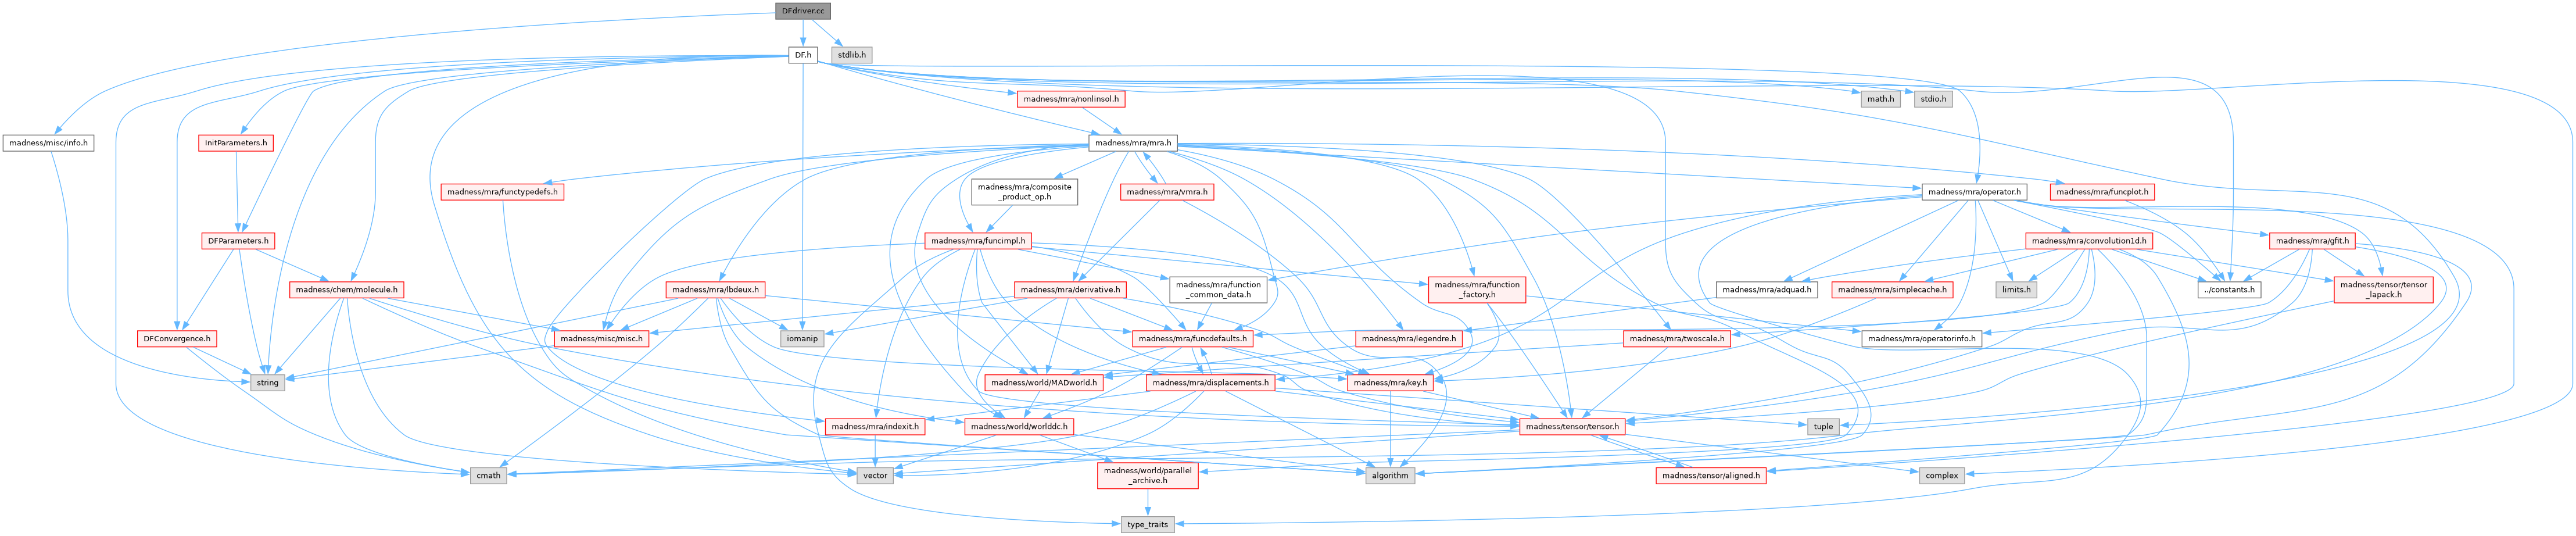 DFdriver.cc
DF.h
stdlib.h
madness/mra/nonlinsol.h
math.h
stdio.h
madness/misc/info.h
InitParameters.h
madness/mra/mra.h
madness/mra/functypedefs.h
madness/mra/composite
_product_op.h
madness/mra/vmra.h
madness/mra/operator.h
madness/mra/funcplot.h
DFParameters.h
madness/mra/funcimpl.h
madness/mra/convolution1d.h
madness/mra/gfit.h
madness/chem/molecule.h
madness/mra/lbdeux.h
madness/mra/derivative.h
madness/mra/function
_common_data.h
madness/mra/function
_factory.h
madness/mra/adquad.h
madness/mra/simplecache.h
limits.h
../constants.h
madness/tensor/tensor
_lapack.h
DFConvergence.h
madness/misc/misc.h
iomanip
madness/mra/funcdefaults.h
madness/mra/legendre.h
madness/mra/twoscale.h
madness/mra/operatorinfo.h
string
madness/world/MADworld.h
madness/mra/displacements.h
madness/mra/key.h
madness/mra/indexit.h
madness/world/worlddc.h
madness/tensor/tensor.h
tuple
cmath
vector
madness/world/parallel
_archive.h
algorithm
madness/tensor/aligned.h
complex
type_traits